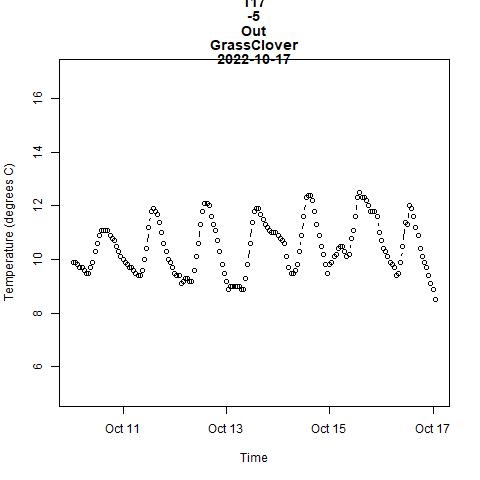 117
-5
Out
GrassClover
2022-10-17
Temperature (degrees C)
16
14
12
10
8
6
Oct 11
Oct 13
Oct 15
Oct 17
Time